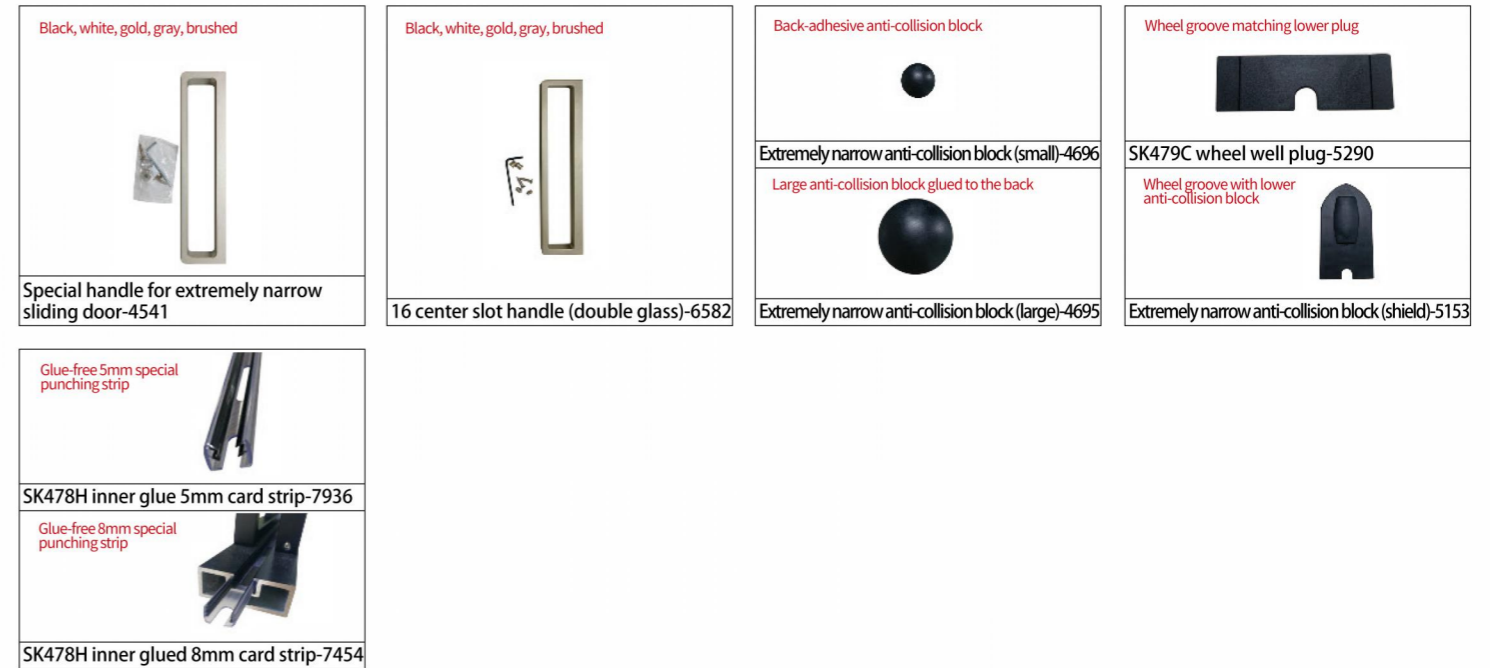 Black, white, gold, gray, brushed
Special handle for extremely narrow
sliding door-4541
Black, white, gold, gray, brushed
16 center slot handle (double glass)-6582
Back-adhesive anti-collision block
Extremely narrow anti-collision block (small)-4696
Large anti-collision block glued to the back
Extremely narrow anti-collision block (large)-4695
Wheel groove matching lower plug
SK479C wheel well plug-5290
Wheel groove with lower
anti-collision block
Extremely narrow anti-collision block (shield)-5153
Glue-free 5mm special
punching strip
SK478H inner glue 5mm card strip-7936
Glue-free 8mm special
punching strip
SK478H inner glued 8mm card strip-7454